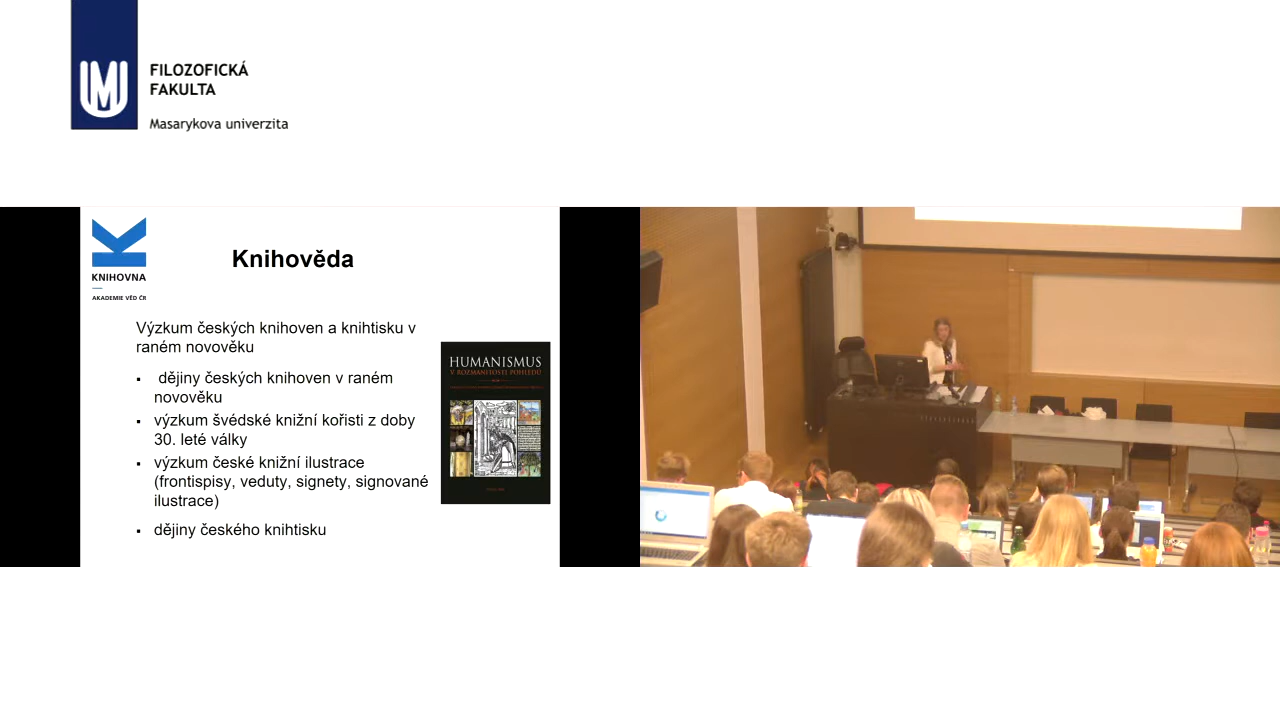 FILOZOFICKÁ
FAKULTA
Masarykova univerzita
KNIHOVNA
AKADEMIE VĚD ČR
Knihověda
Výzkum českých knihoven a knihtisku v
raném novověku
▪ dějiny českých knihoven v raném
novověku
▪ výzkum švédské knižní kořisti z doby
30. leté války
▪ výzkum české knižní ilustrace
(frontispisy, veduty, signety, signované
ilustrace)
▪ dějiny českého knihtisku
HUMANISMUS
V ROZMANITOSTI POHLEDŮ